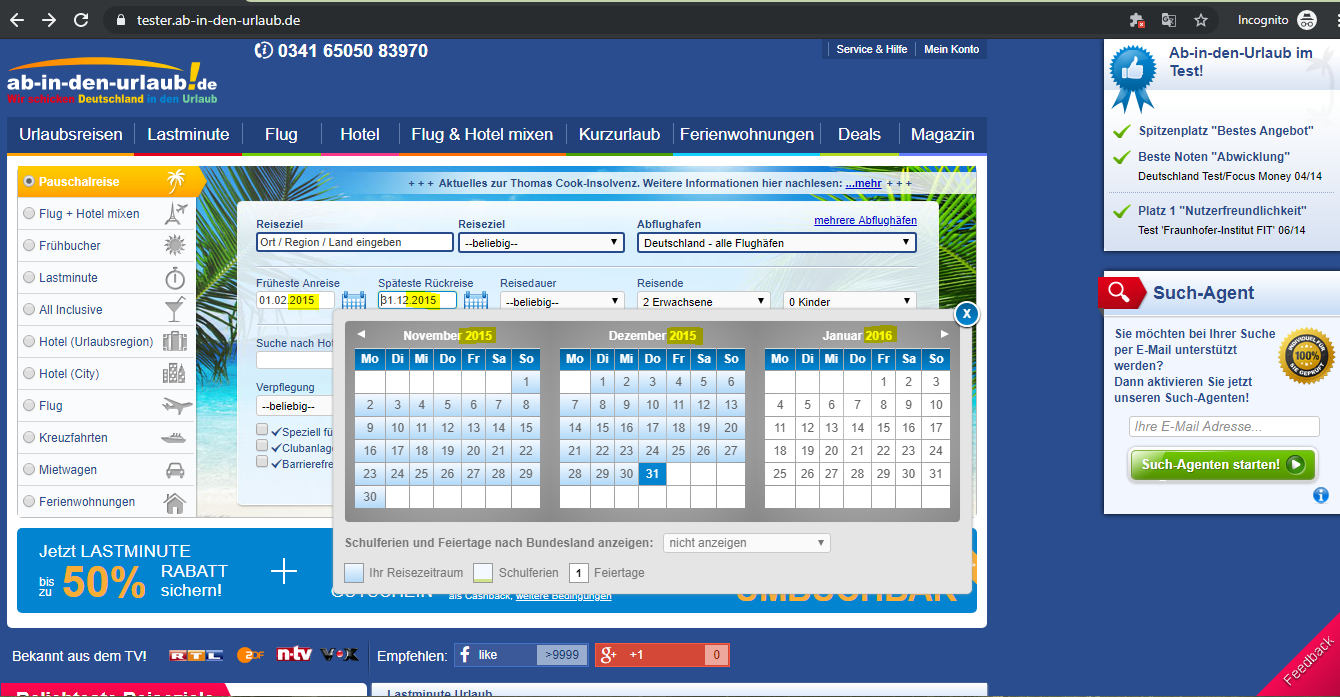 tester.ab-in-den-urlaub.de
Incognito
0341 65050 83970
Service & Hilfe
Mein Konto
ab-in-den-urlaub!.de
Wir schicken Deutschland in den Urlaub
Urlaubsreisen
Lastminute
Flug
Hotel
Flug & Hotel mixen
Kurzurlaub
Ferienwohnungen
Deals
Magazin
Pauschalreise
Flug + Hotel mixen
Frühbucher
Lastminute
All Inclusive
Hotel (Urlaubsregion)
Hotel (City)
Flug
Kreuzfahrten
Mietwagen
Ferienwohnungen
+ + + Aktuelles zur Thomas Cook-Insolvenz. Weitere Informationen hier nachlesen: ...mehr + + +
Reiseziel
Reiseziel
Abflughafen
mehrere Abflughäfen
Ort / Region / Land eingeben
--beliebig--
Deutschland - alle Flughäfen
Früheste Anreise
Späteste Rückreise
Reisedauer
Reisende
01.02.2015
31.12.2015
--beliebig--
2 Erwachsene
0 Kinder
Suche nach Hot
Verpflegung
--beliebig--
Speziell fü
Clubanlage
Barrierefre
X
November 2015
Dezember 2015
Januar 2016
Mo Di Mi Do Fr Sa So
Mo Di Mi Do Fr Sa So
Mo Di Mi Do Fr Sa So
1
1 2 3 4 5 6
1 2 3
2 3 4 5 6 7 8
7 8 9 10 11 12 13
4 5 6 7 8 9 10
9 10 11 12 13 14 15
14 15 16 17 18 19 20
11 12 13 14 15 16 17
16 17 18 19 20 21 22
21 22 23 24 25 26 27
18 19 20 21 22 23 24
23 24 25 26 27 28 29
28 29 30 31
25 26 27 28 29 30 31
30
Schulferien und Feiertage nach Bundesland anzeigen:
nicht anzeigen
Ihr Reisezeitraum
Schulferien
1 Feiertage
Jetzt LASTMINUTE
bis zu 50% RABATT sichern!
GUTSCHEIN
als Cashback, weitere Bedingungen
UMBUCHBAR
Bekannt aus dem TV!
RTL
ZDF
n-tv
VOX
Empfehlen:
f like
>9999
g+ +1
0
Beliebteste Reiseziele
Lastminute Urlaub
Ab-in-den-Urlaub im
Test!
Spitzenplatz "Bestes Angebot"
Beste Noten "Abwicklung"
Deutschland Test/Focus Money 04/14
Platz 1 "Nutzerfreundlichkeit"
Test 'Fraunhofer-Institut FIT' 06/14
Such-Agent
Sie möchten bei Ihrer Suche
per E-Mail unterstützt
werden?
Dann aktivieren Sie jetzt
unseren Such-Agenten!
INDIVIDUELL FÜR
100%
SIE GEPRÜFT
Ihre E-Mail Adresse...
Such-Agenten starten!
i
Feedback